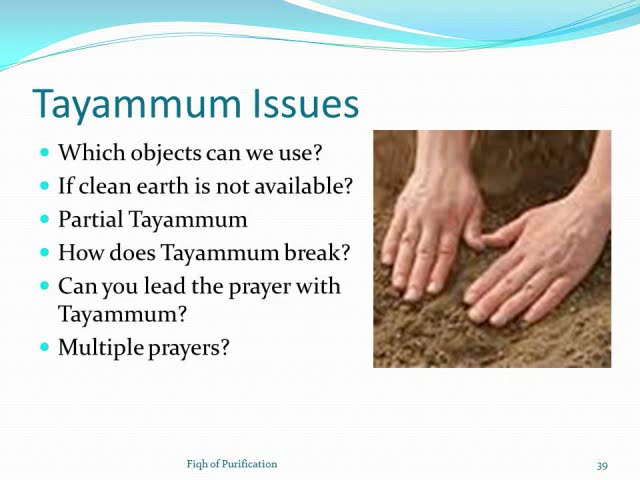 Tayammum Issues
Which objects can we use?
If clean earth is not available?
Partial Tayammum
How does Tayammum break?
Can you lead the prayer with
Tayammum?
Multiple prayers?
Fiqh of Purification
39